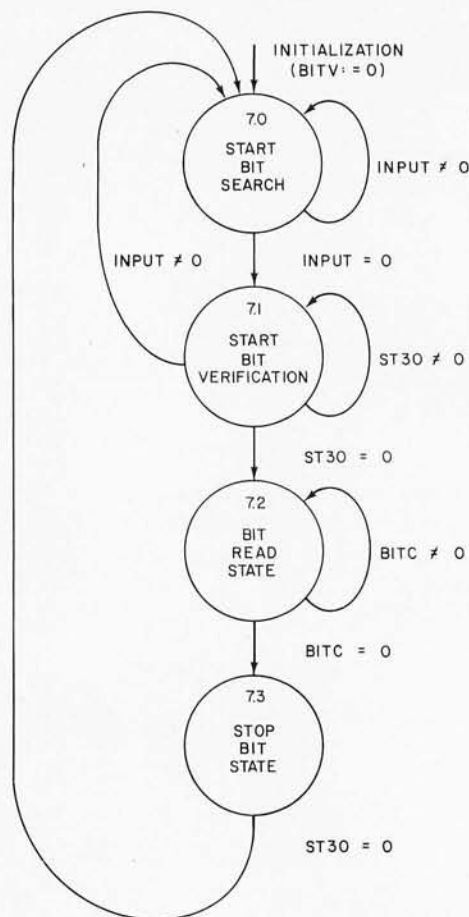 INITIALIZATION
(BITV:=0)
7.0
START
BIT
SEARCH
INPUT ≠ 0
INPUT ≠ 0
INPUT = 0
7.1
START
BIT
VERIFICATION
ST30 ≠ 0
ST30 = 0
7.2
BIT
READ
STATE
BITC ≠ 0
BITC = 0
7.3
STOP
BIT
STATE
ST30 = 0